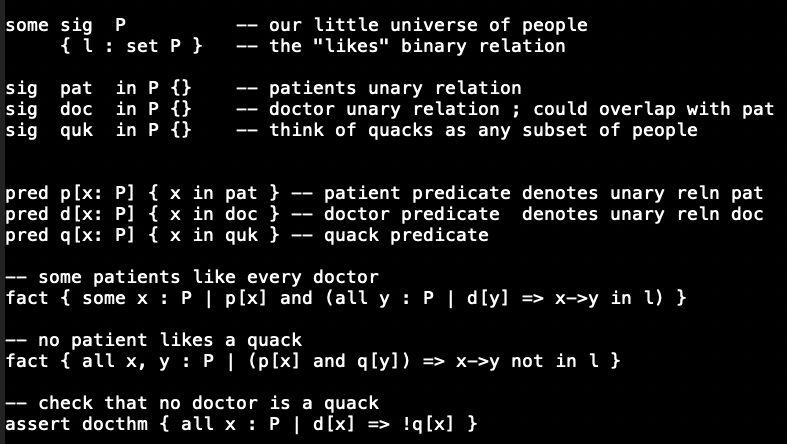 some sig  P          -- our little universe of people
     { l : set P }   -- the "likes" binary relation
sig  pat  in P {}    -- patients unary relation
sig  doc  in P {}    -- doctor unary relation ; could overlap with pat
sig  quk  in P {}    -- think of quacks as any subset of people
pred p[x: P] { x in pat } -- patient predicate denotes unary reln pat
pred d[x: P] { x in doc } -- doctor predicate  denotes unary reln doc
pred q[x: P] { x in quk } -- quack predicate
-- some patients like every doctor
fact { some x : P | p[x] and (all y : P | d[y] => x->y in l) }
-- no patient likes a quack
fact { all x, y : P | (p[x] and q[y]) => x->y not in l }
-- check that no doctor is a quack
assert docthm { all x : P | d[x] => !q[x] }